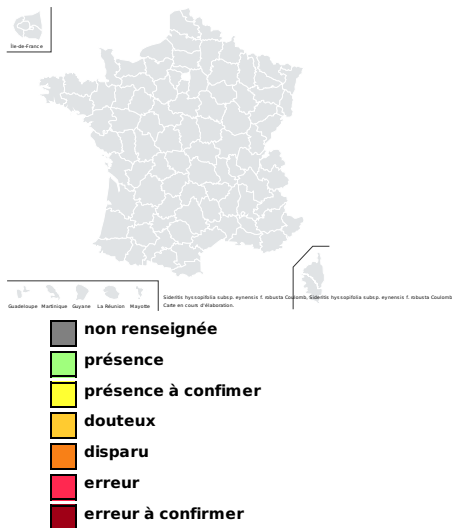 Île-de-France
Guadeloupe Martinique Guyane La Réunion Mayotte
Sideritis hyssopifolia subsp. eynensis f. robusta Coulomb, Sideritis hyssopifolia subsp. eynensis f. robusta Coulomb
Carte en cours d'élaboration.
non renseignée
présence
présence à confimer
douteux
disparu
erreur
erreur à confirmer